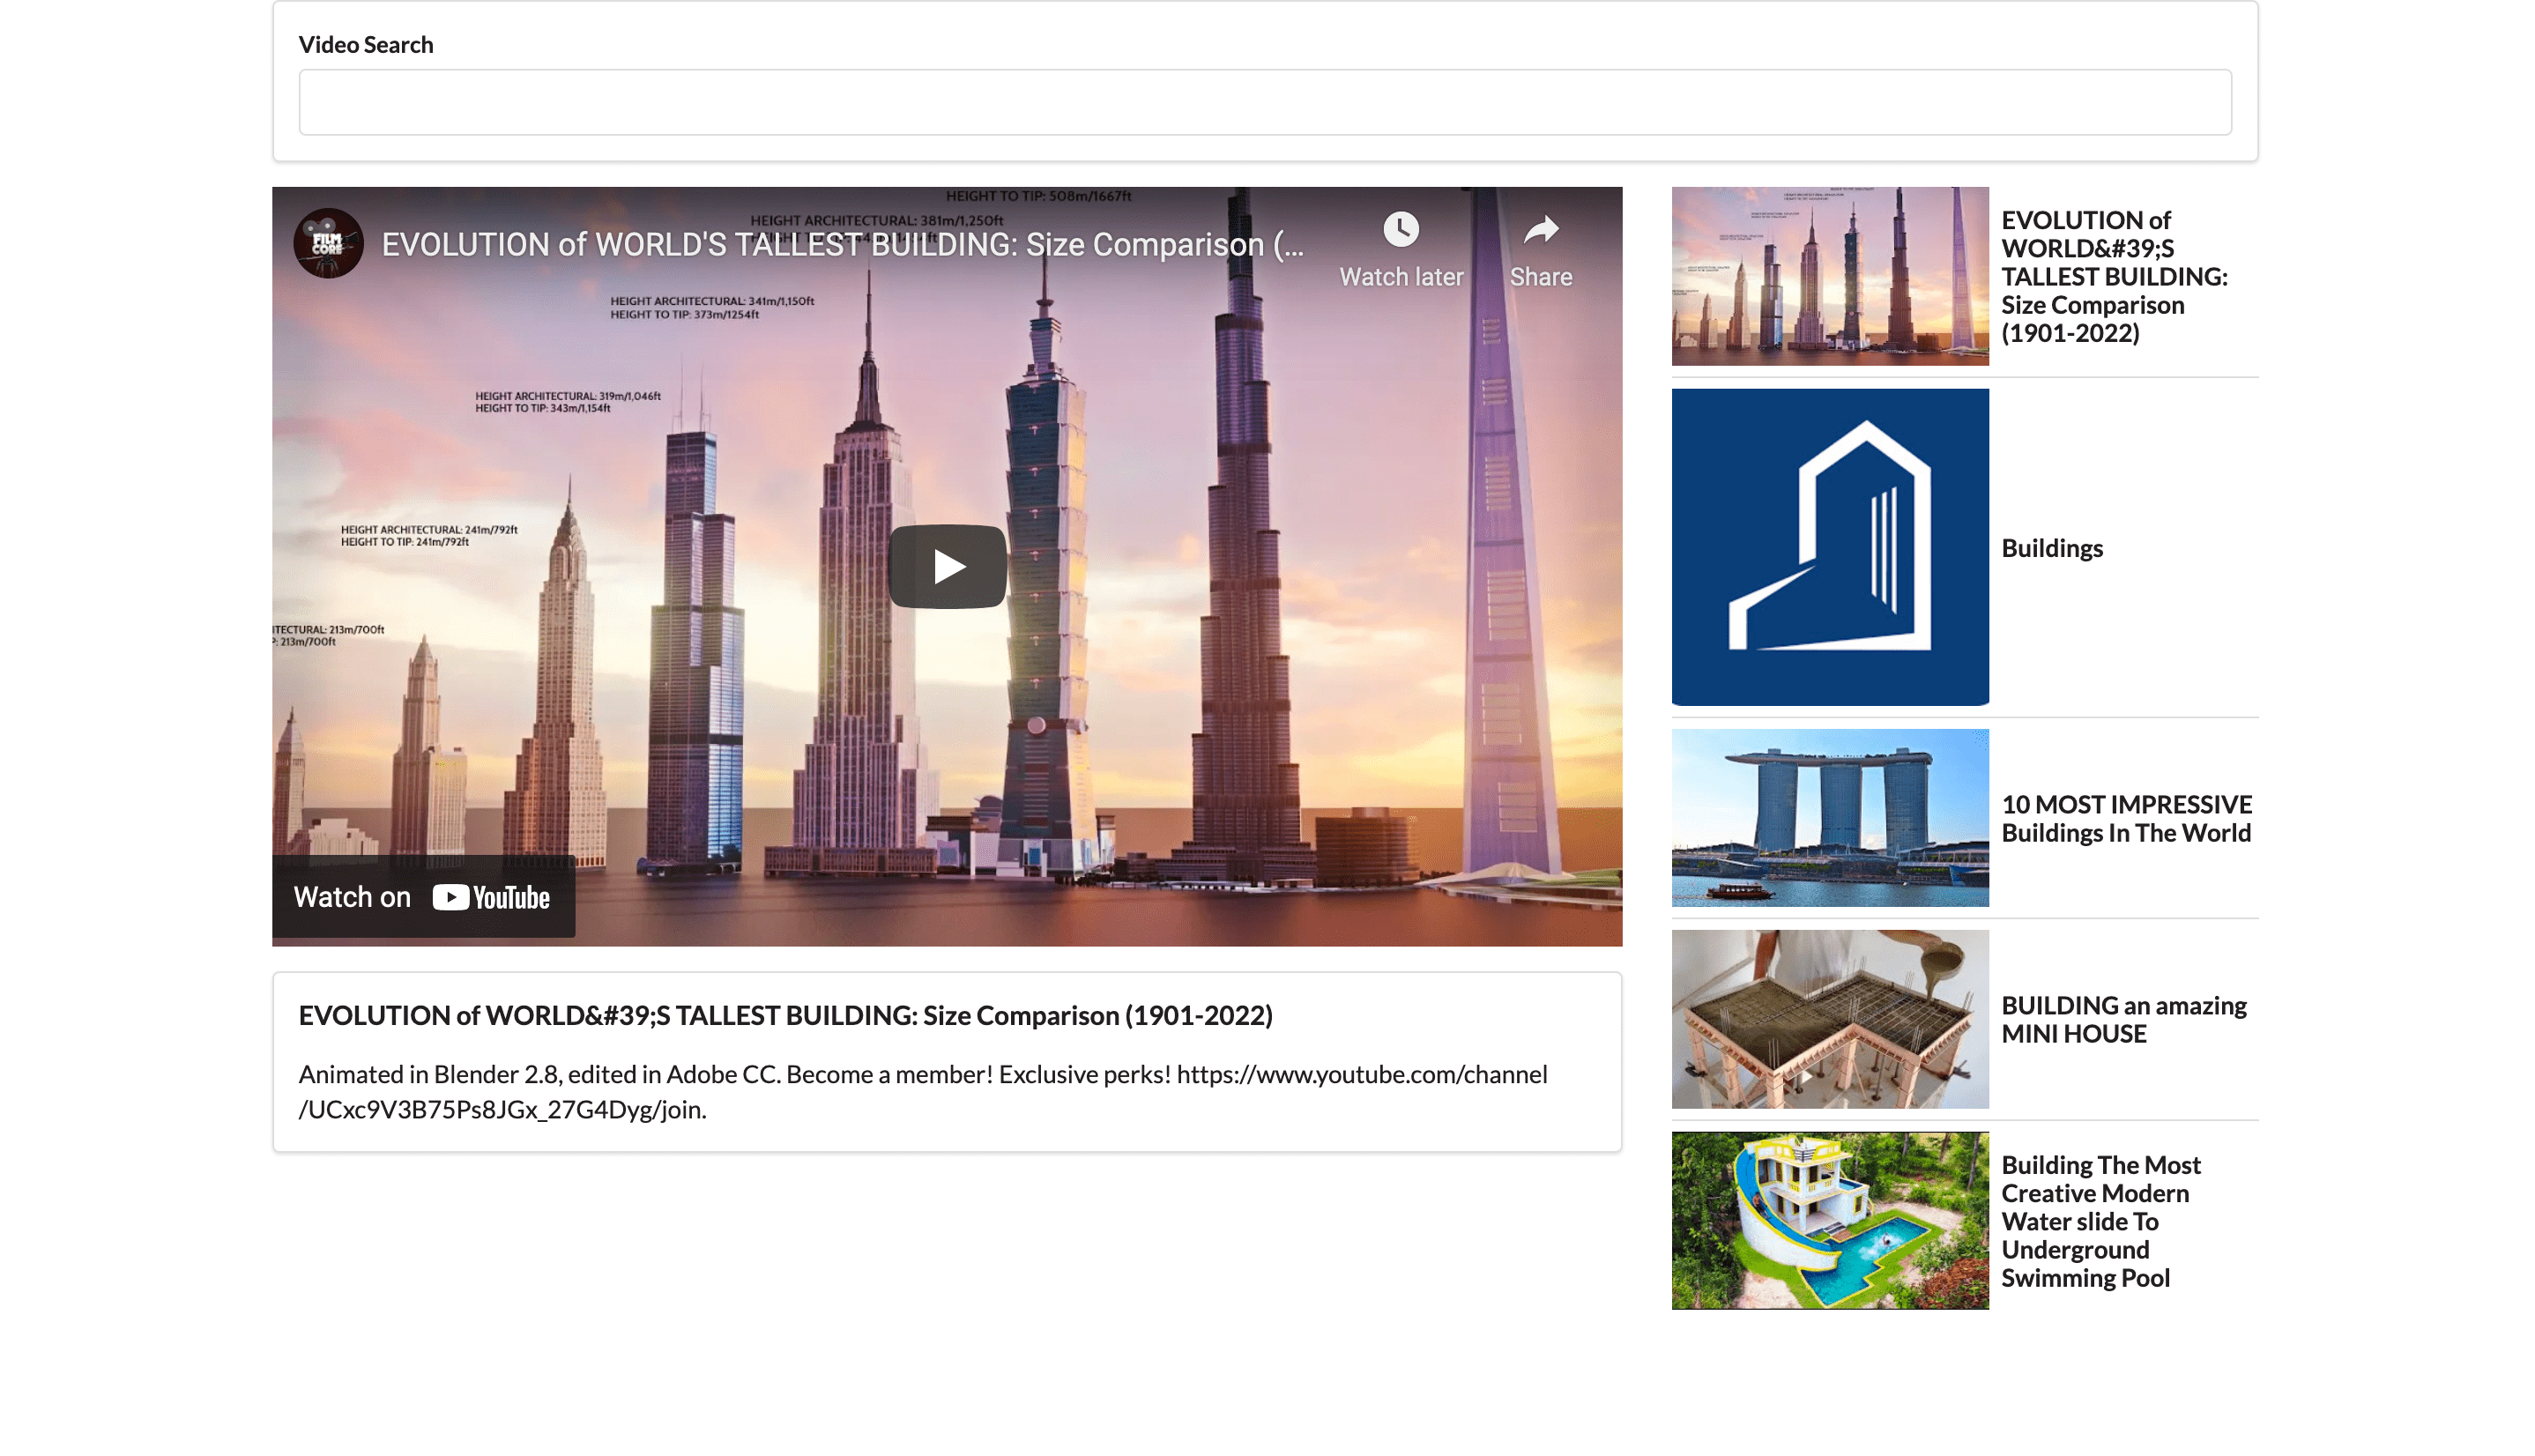 Video Search
HEIGHT TO TIP: 508m/1667ft
HEIGHT ARCHITECTURAL: 381m/1,250ft
FILM
CORE
EVOLUTION of WORLD'S TALLEST BUILDING: Size Comparison (...
Watch later
Share
HEIGHT ARCHITECTURAL: 341m/1,150ft
HEIGHT TO TIP: 373m/1254ft
HEIGHT ARCHITECTURAL: 319m/1,046ft
HEIGHT TO TIP: 343m/1,154ft
HEIGHT ARCHITECTURAL: 241m/792ft
HEIGHT TO TIP: 241m/792ft
ITECTURAL: 213m/700ft
P: 213m/700ft
Watch on YouTube
EVOLUTION of WORLD&#39;S TALLEST BUILDING: Size Comparison (1901-2022)
Animated in Blender 2.8, edited in Adobe CC. Become a member! Exclusive perks! https://www.youtube.com/channel
/UCxc9V3B75Ps8JGx_27G4Dyg/join.
EVOLUTION of
WORLD&#39;S
TALLEST BUILDING:
Size Comparison
(1901-2022)
Buildings
10 MOST IMPRESSIVE
Buildings In The World
BUILDING an amazing
MINI HOUSE
Building The Most
Creative Modern
Water slide To
Underground
Swimming Pool